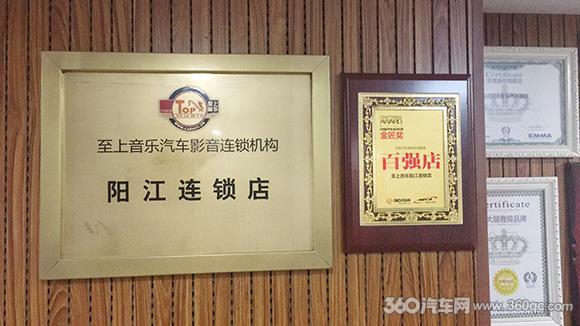 TOP'S
至上音乐汽车影音连锁机构
阳江连锁店
AWARD
金匠奖
百强店
至上音乐阳江连锁店
Certificate
EMMA
Certificate
360汽车网 www.360qc.com